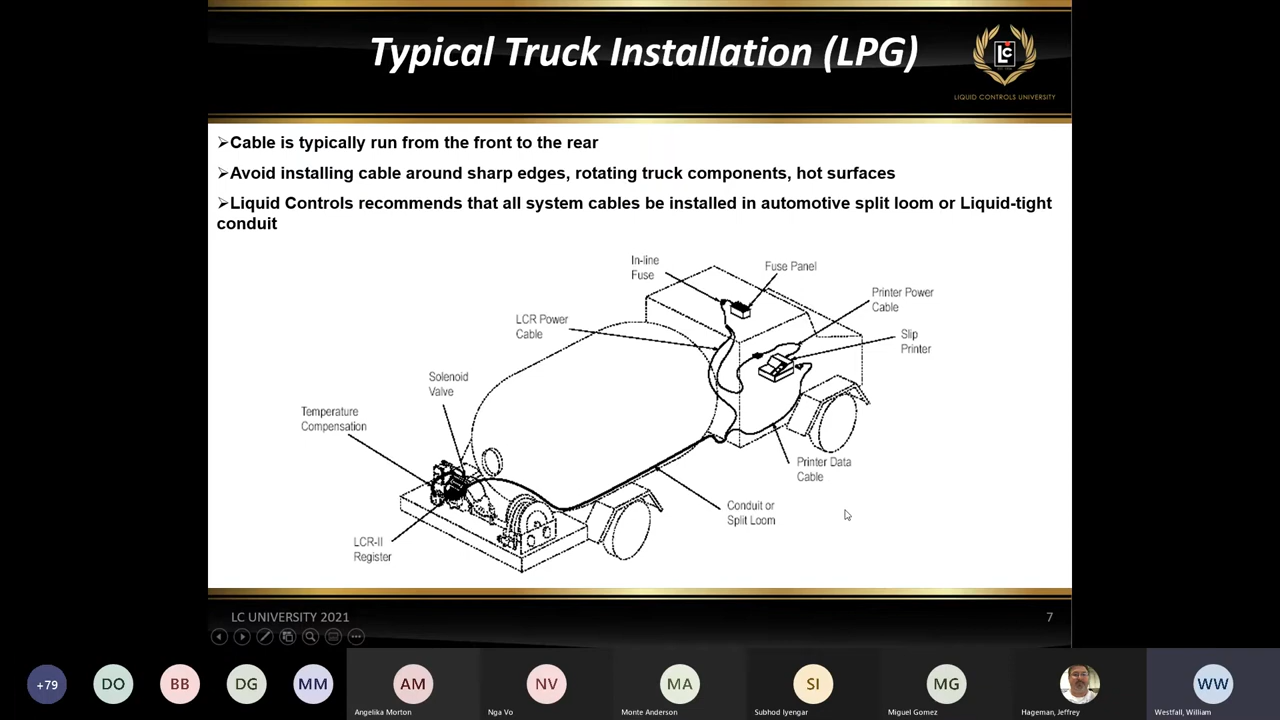 Typical Truck Installation (LPG)
LC
LIQUID CONTROLS UNIVERSITY
➢Cable is typically run from the front to the rear
➢Avoid installing cable around sharp edges, rotating truck components, hot surfaces
➢Liquid Controls recommends that all system cables be installed in automotive split loom or Liquid-tight
conduit
In-line
Fuse
Fuse Panel
Printer Power
Cable
LCR Power
Cable
Slip
Printer
Solenoid
Valve
Temperature
Compensation
Printer Data
Cable
Conduit or
Split Loom
LCR-II
Register
LC UNIVERSITY 2021
7
+79
DO
BB
DG
MM
AM
NV
MA
SI
MG
WW
Angelika Morton
Nga Vo
Monte Anderson
Subhod Iyengar
Miguel Gomez
Hageman, Jeffrey
Westfall, William